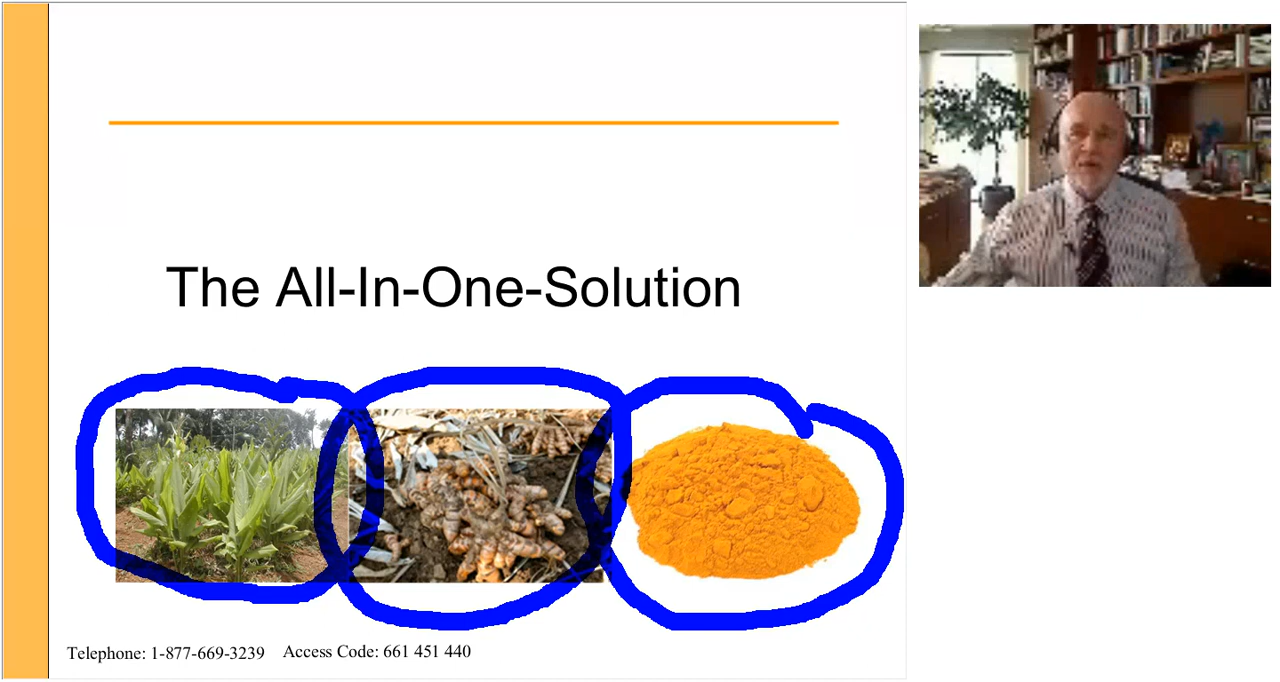 The All-In-One-Solution
Telephone: 1-877-669-3239 Access Code: 661 451 440